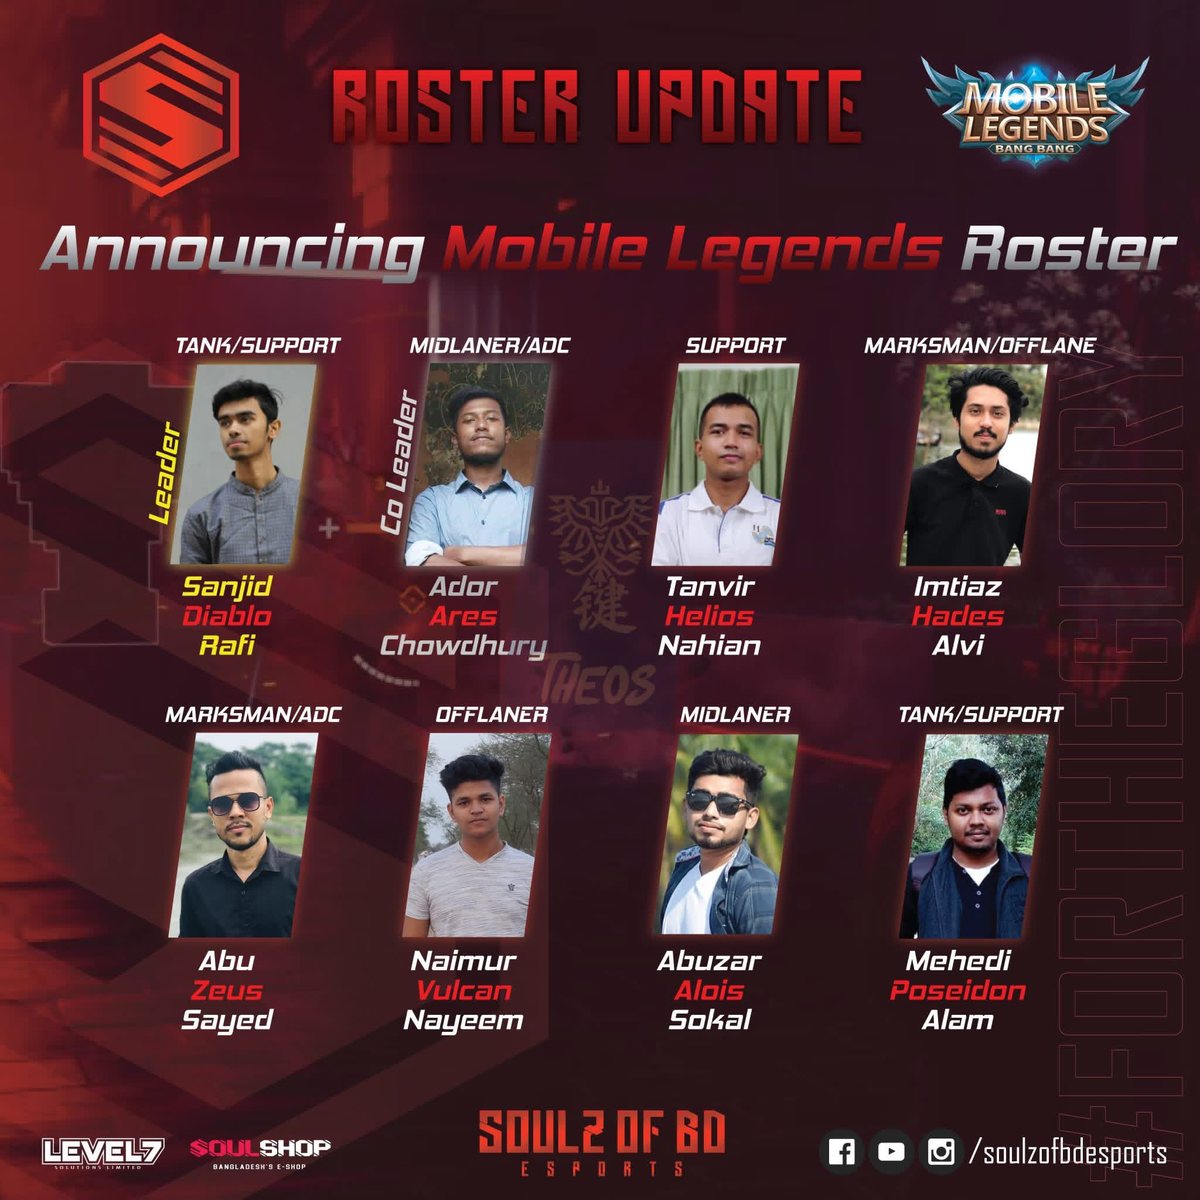 ROSTER UPDATE
MOBILE
LEGENDS
BANG BANG
Announcing Mobile Legends Roster
TANK/SUPPORT
MIDLANER/ADC
SUPPORT
MARKSMAN/OFFLANE
Leader
Co Leader
Sanjid
Diablo
Rafi
Ador
Ares
Chowdhury
Tanvir
Helios
Nahian
Imtiaz
Hades
Alvi
键
THEOS
MARKSMAN/ADC
OFFLANER
MIDLANER
TANK/SUPPORT
Abu
Zeus
Sayed
Naimur
Vulcan
Nayeem
Abuzar
Alois
Sokal
Mehedi
Poseidon
Alam
#FORTHEGLORY
LEVEL7
SOLUTIONS LIMITED
SOULSHOP
BANGLADESH'S E-SHOP
SOULZ OF BD
ESPORTS
/soulzofbdesports